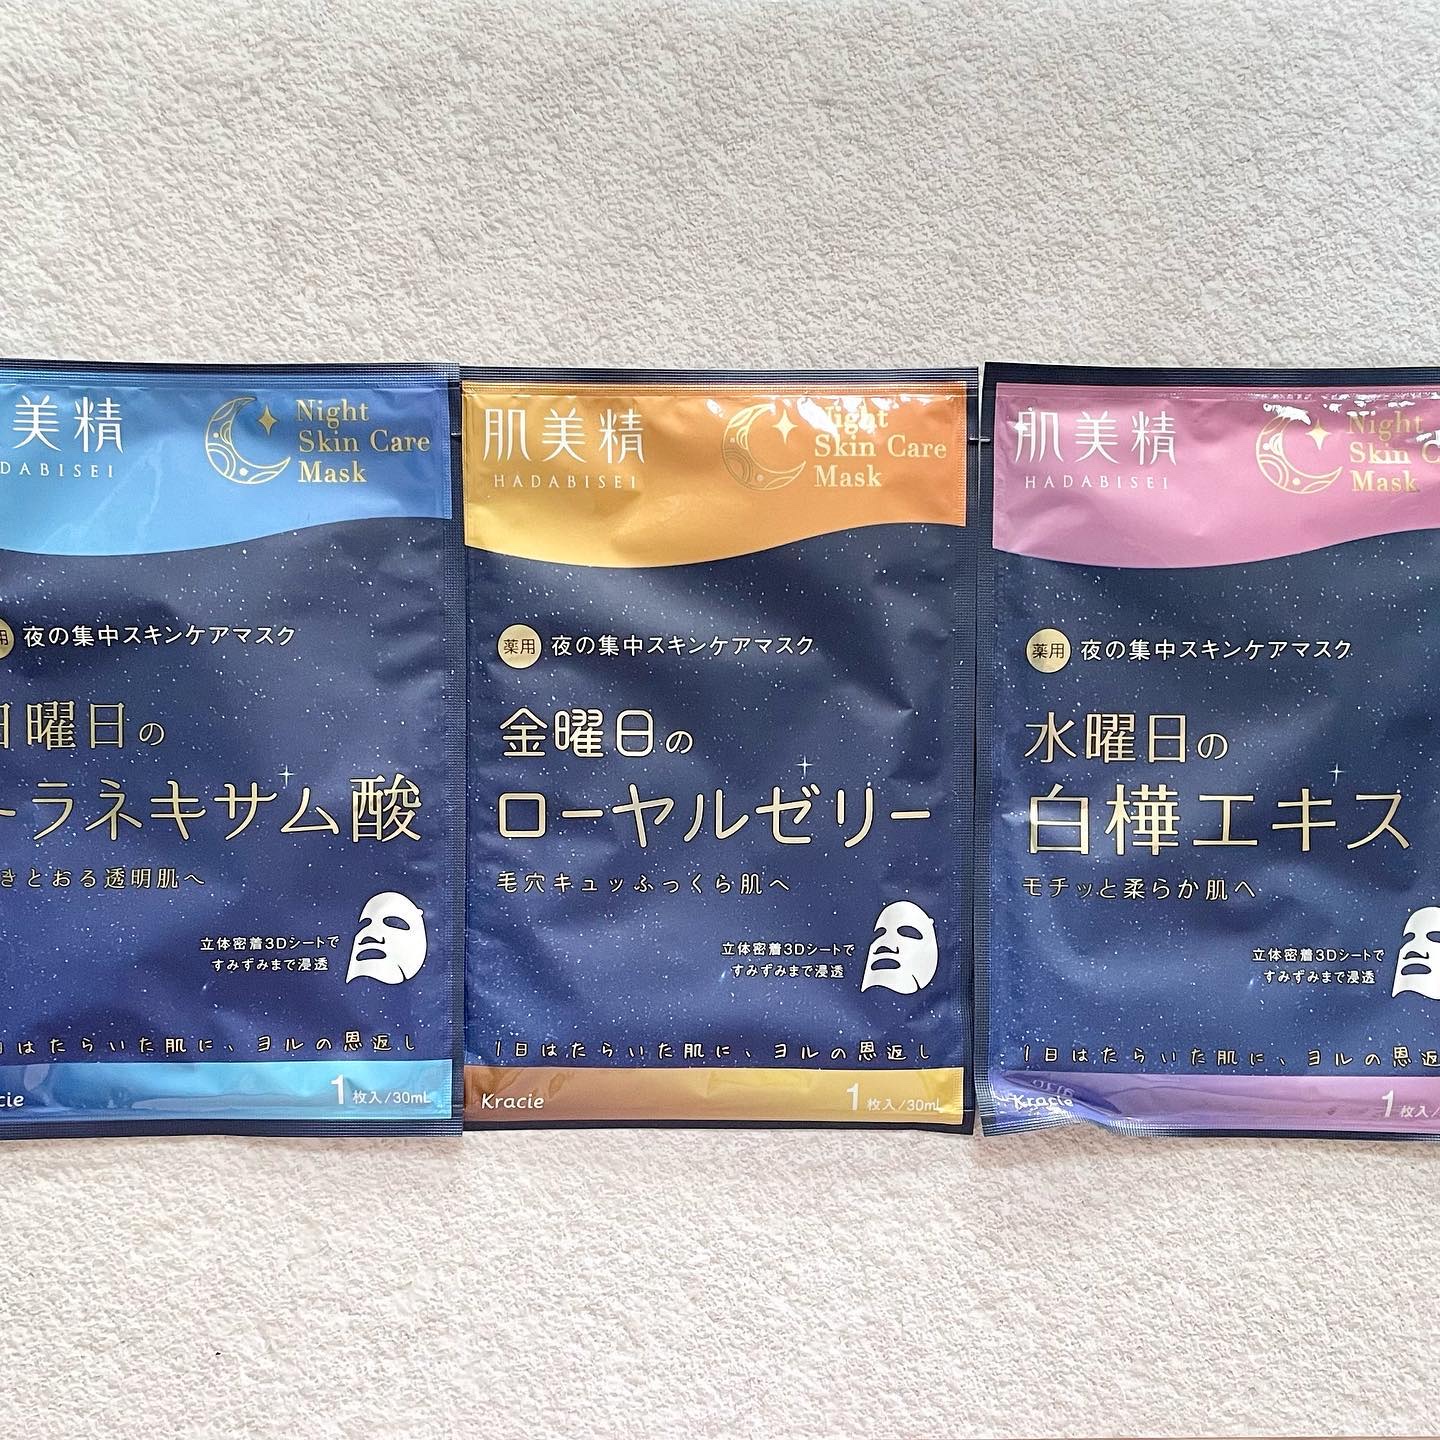 美精
DABISEI
Night
Skin Care
Mask
夜の集中スキンケアマスク
日曜日の
トラネキサム酸
きとおる透明肌へ
立体密着3Dシートで
すみずみまで浸透
日はたらいた肌に、ヨルの恩返し
cie
1枚入/30mL
肌美精
HADABISEI
Night
Skin Care
Mask
薬用 夜の集中スキンケアマスク
金曜日の
ローヤルゼリー
毛穴キュッふっくら肌へ
立体密着3Dシートで
すみずみまで浸透
1日はたらいた肌に、ヨルの恩返し
Kracie
1枚入/30mL
肌美精
HADABISEI
Night
Skin C
Mask
薬用 夜の集中スキンケアマスク
水曜日の
白樺エキス
モチッと柔らか肌へ
立体密着3Dシートで
すみずみまで浸透
1日はたらいた肌に、ヨルの恩返
Kracie
1枚入/